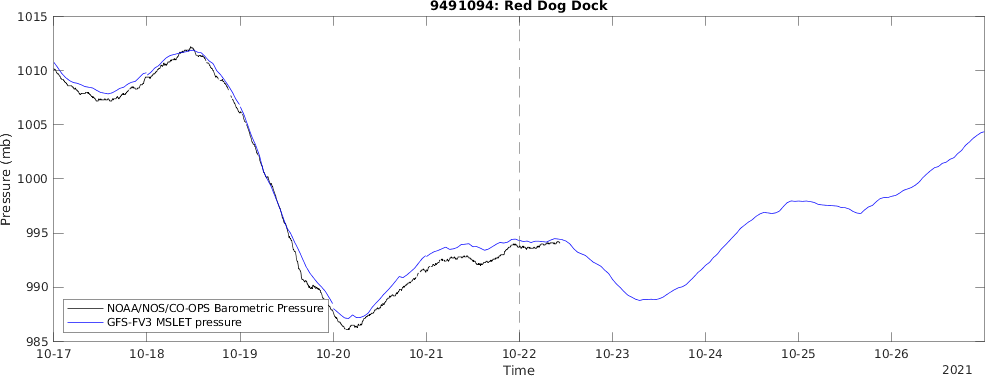 9491094: Red Dog Dock
Pressure (mb)
1015
1010
1005
1000
995
990
985
NOAA/NOS/CO-OPS Barometric Pressure
GFS-FV3 MSLET pressure
10-17 10-18 10-19 10-20 10-21 10-22 10-23 10-24 10-25 10-26
Time
2021